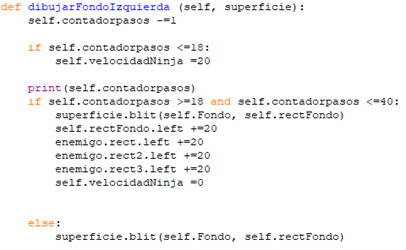 def dibujarFondoIzquierda (self, superficie):
    self.contadorpasos -=1

    if self.contadorpasos <=18:
        self.velocidadNinja =20

    print(self.contadorpasos)
    if self.contadorpasos >=18 and self.contadorpasos <=40:
        superficie.blit(self.Fondo, self.rectFondo)
        self.rectFondo.left +=20
        enemigo.rect.left +=20
        enemigo.rect2.left +=20
        enemigo.rect3.left +=20
        self.velocidadNinja =0


    else:
        superficie.blit(self.Fondo, self.rectFondo)